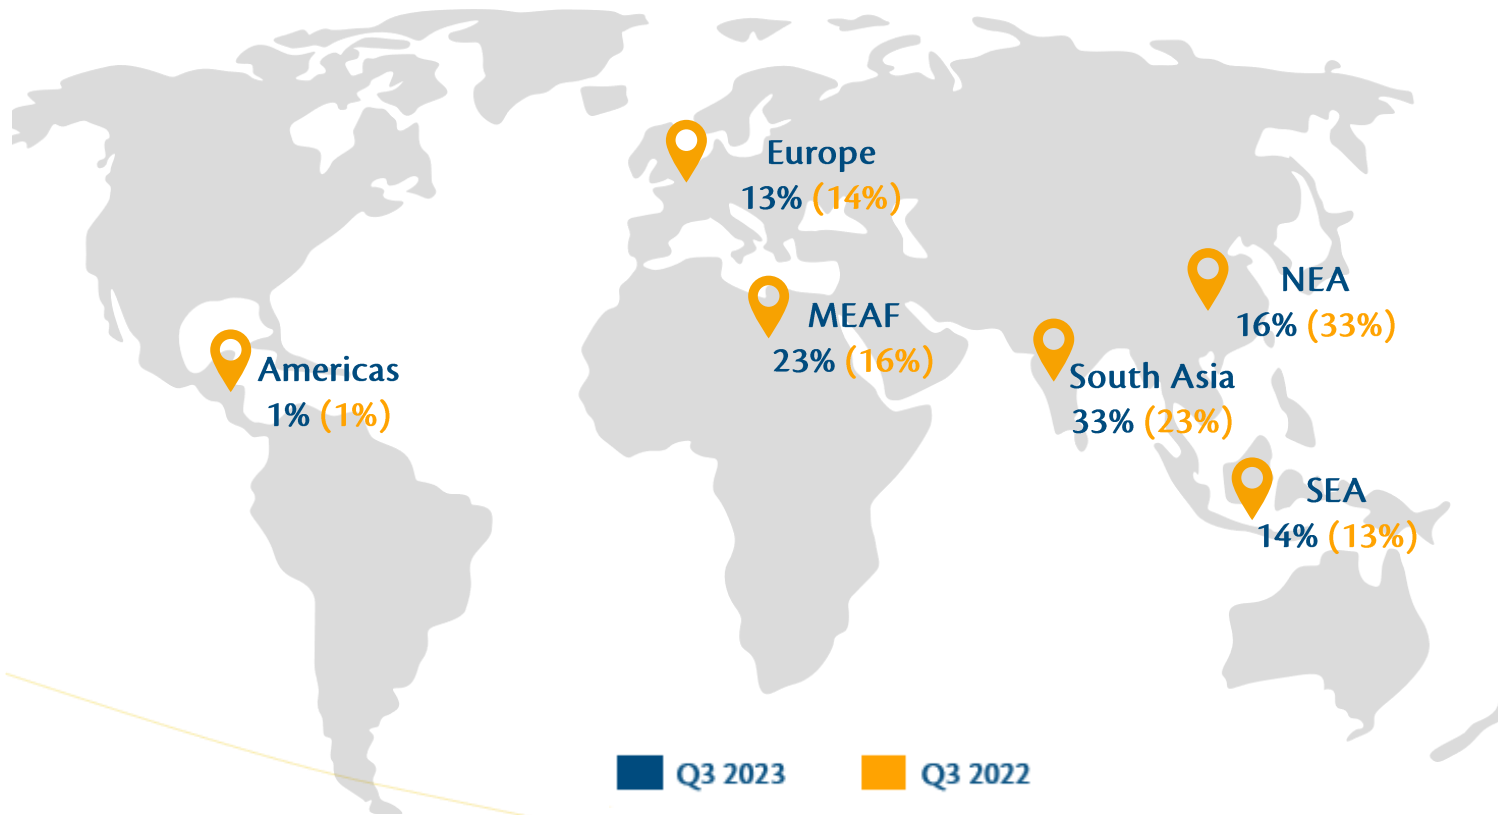 Europe
13% (14%)
NEA
16% (33%)
MEAF
23% (16%)
Americas
1% (1%)
South Asia
33% (23%)
SEA
14% (13%)
Q3 2023
Q3 2022